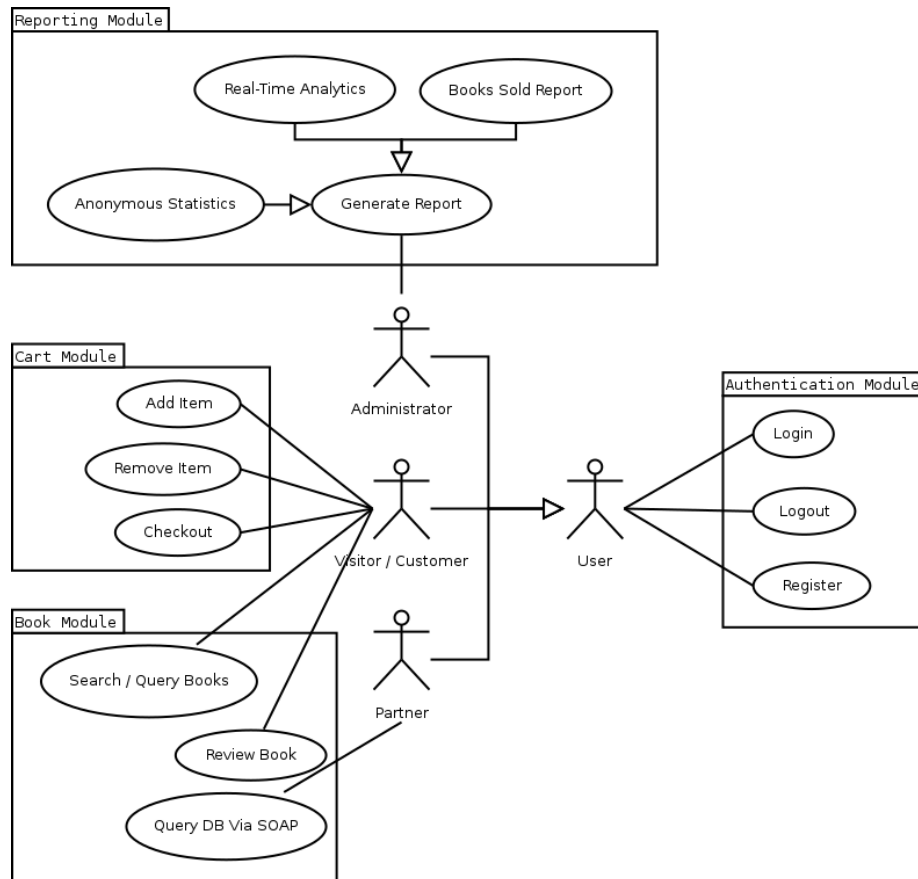 Reporting Module
Real-Time Analytics
Books Sold Report
Anonymous Statistics
Generate Report
Administrator
Cart Module
Add Item
Remove Item
Checkout
Visitor / Customer
User
Authentication Module
Login
Logout
Register
Book Module
Search / Query Books
Partner
Review Book
Query DB Via SOAP